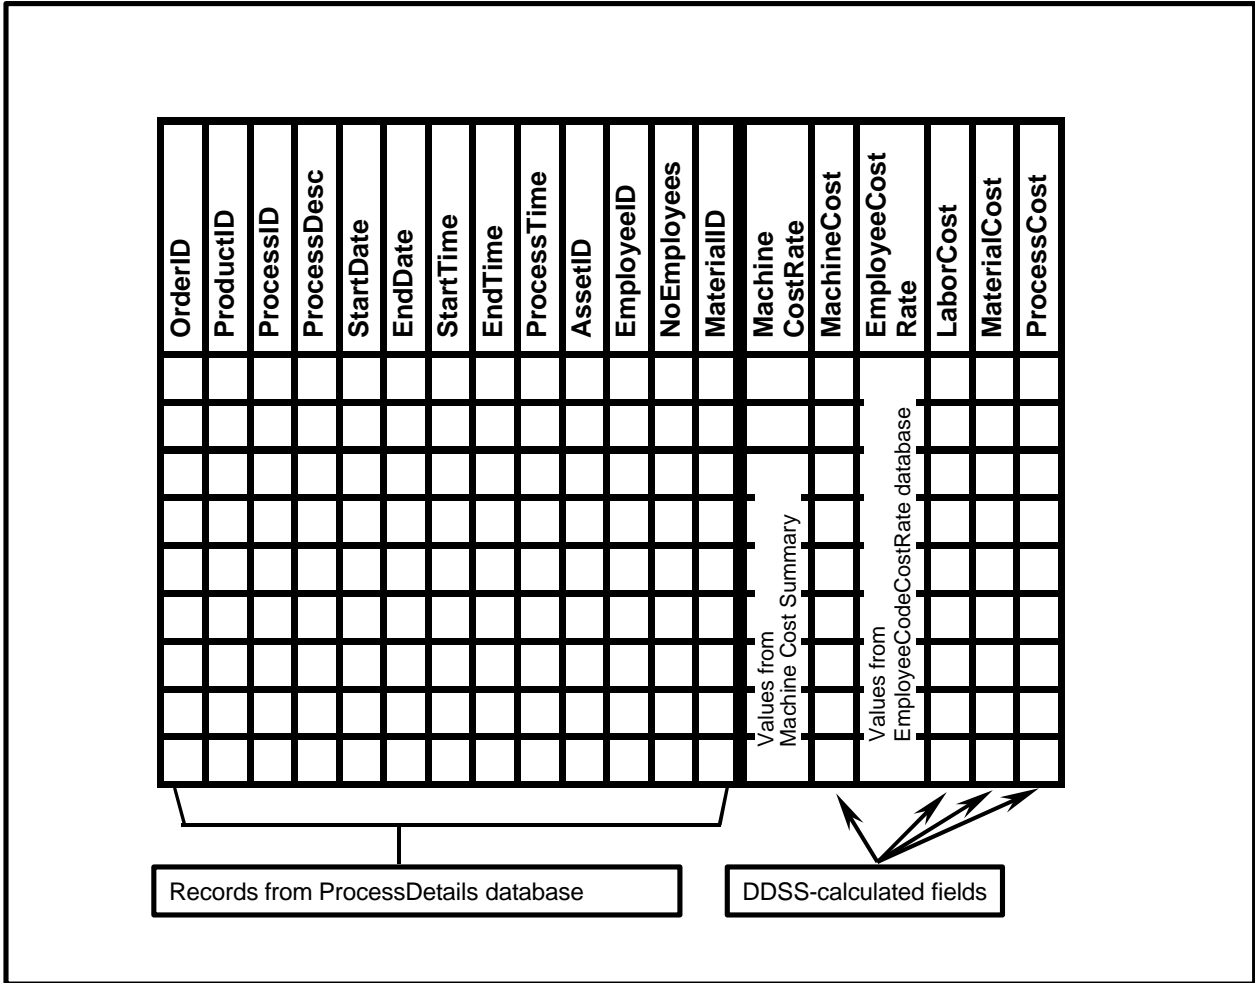 OrderID
ProductID
ProcessID
ProcessDesc
StartDate
EndDate
StartTime
EndTime
ProcessTime
AssetID
EmployeeID
NoEmployees
MaterialID
Machine
CostRate
MachineCost
EmployeeCost
Rate
LaborCost
MaterialCost
ProcessCost
Values from
Machine Cost Summary
Values from
EmployeeCodeCostRate database
Records from ProcessDetails database
DDSS-calculated fields